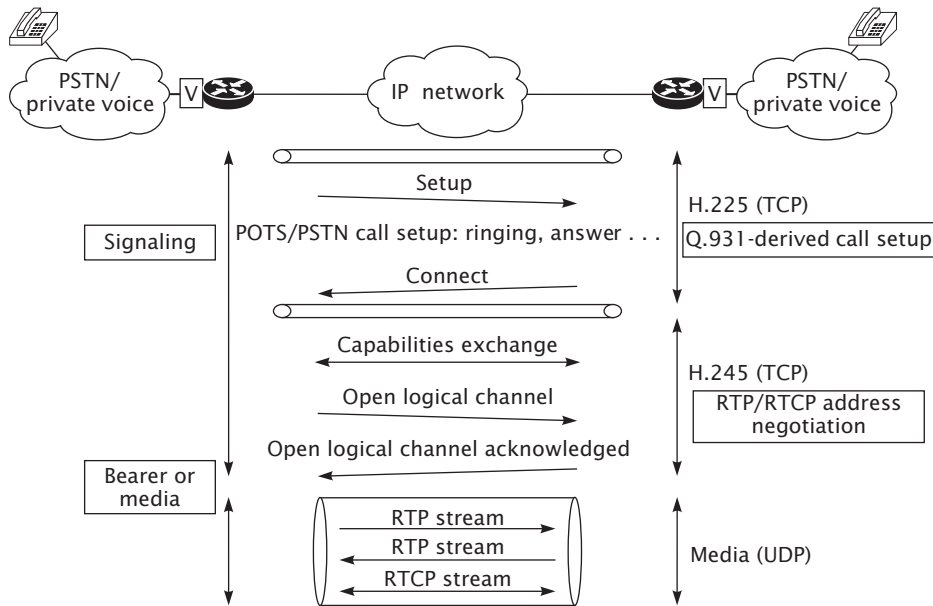 PSTN/
private voice
V
IP network
V
PSTN/
private voice
Setup
H.225 (TCP)
Signaling
POTS/PSTN call setup: ringing, answer . . .
Q.931-derived call setup
Connect
Capabilities exchange
H.245 (TCP)
Open logical channel
RTP/RTCP address
negotiation
Open logical channel acknowledged
Bearer or
media
RTP stream
RTP stream
Media (UDP)
RTCP stream